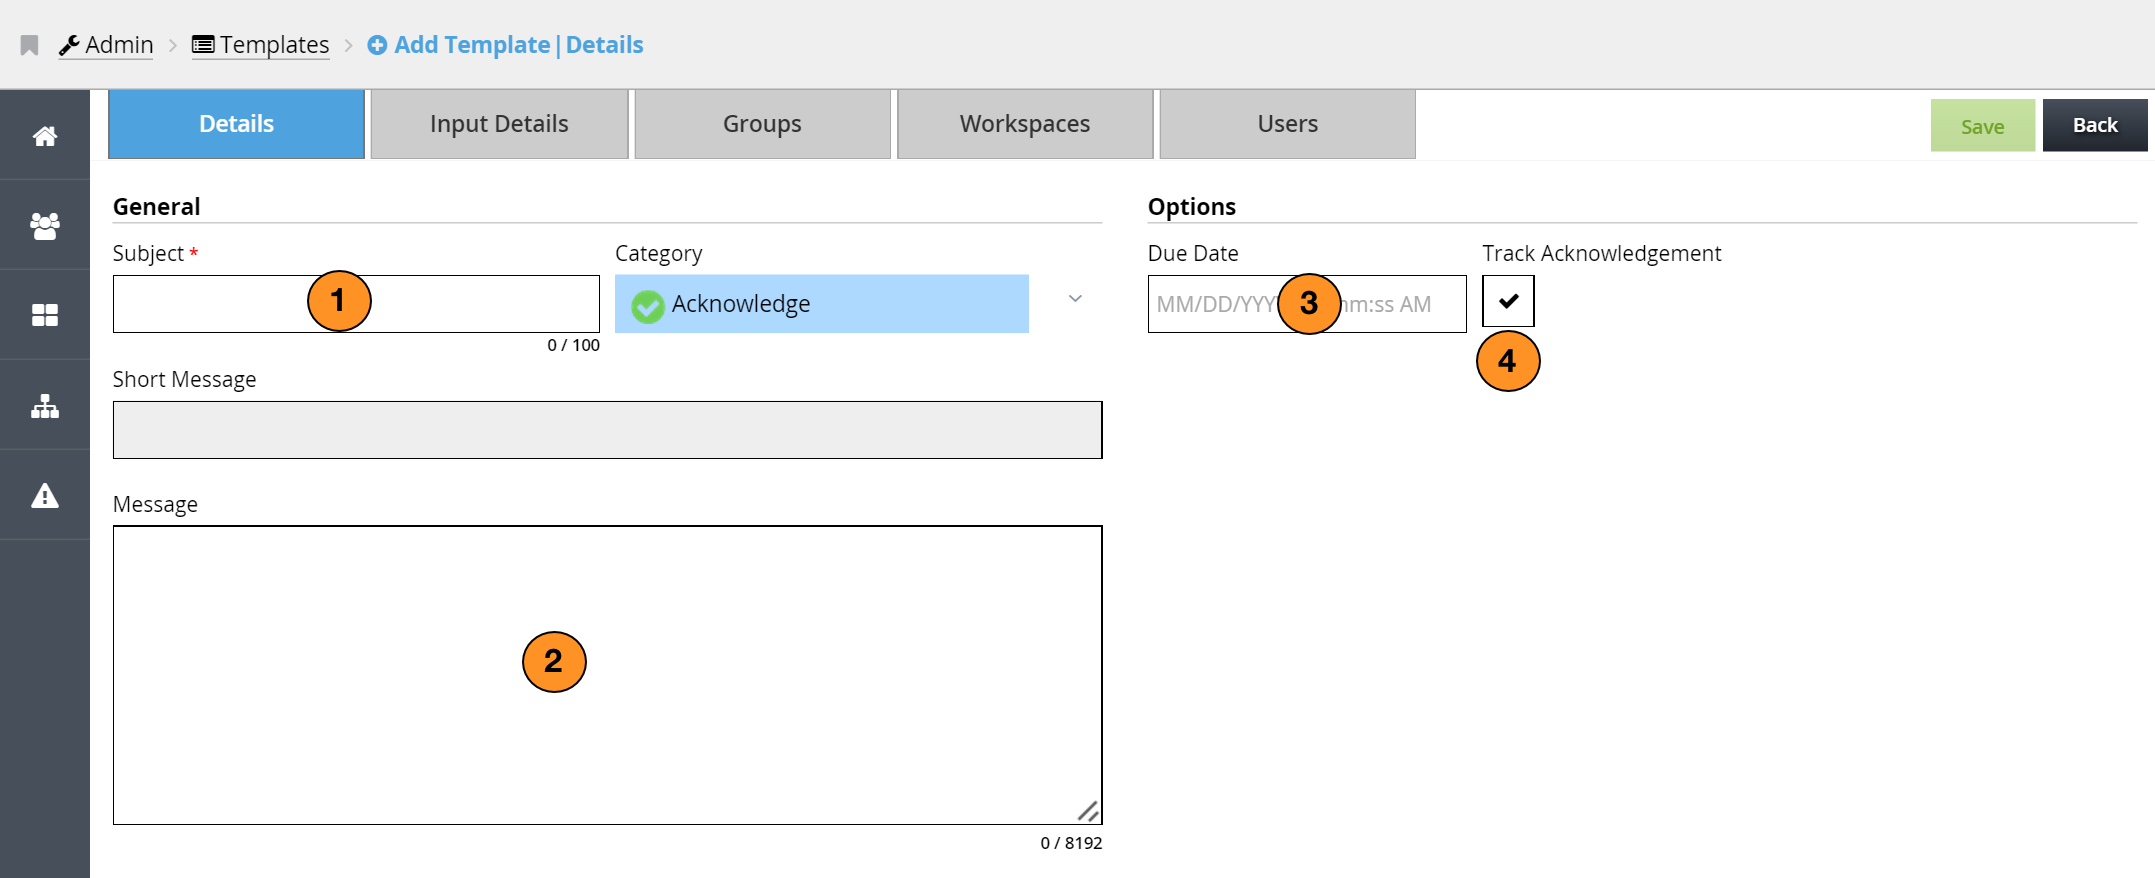 Admin > Templates > Add Template|Details
Details Input Details Groups Workspaces Users Save Back
General Options
Subject * Category Due Date Track Acknowledgement
1 Acknowledge MM/DD/YYY 3 mm:ss AM
0 / 100 4
Short Message
Message
2
0 / 8192